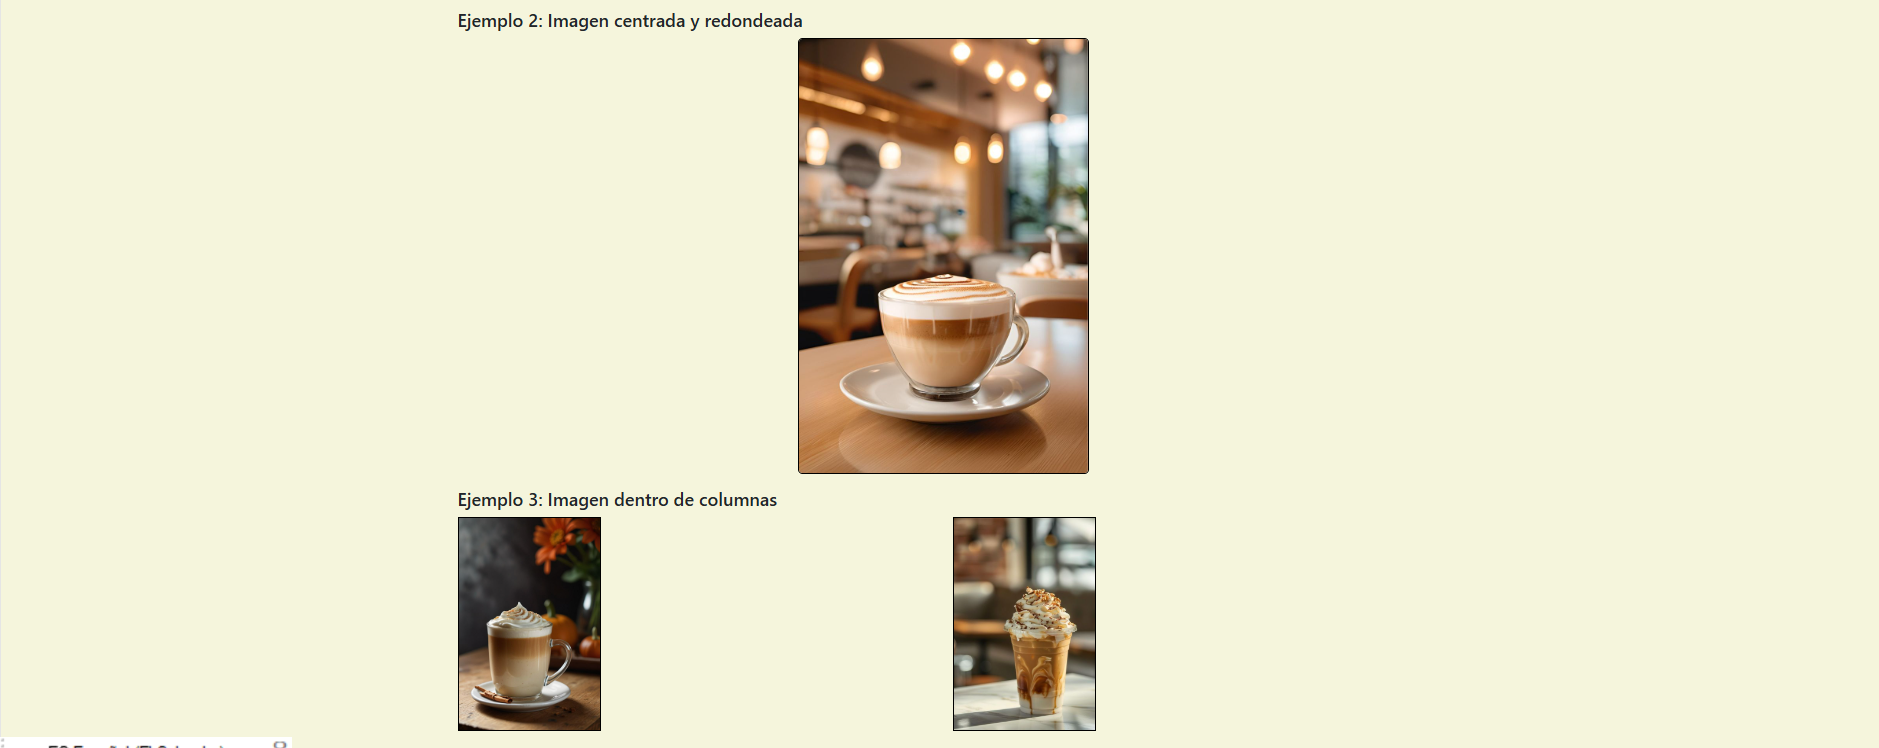 Ejemplo 2: Imagen centrada y redondeada
Ejemplo 3: Imagen dentro de columnas